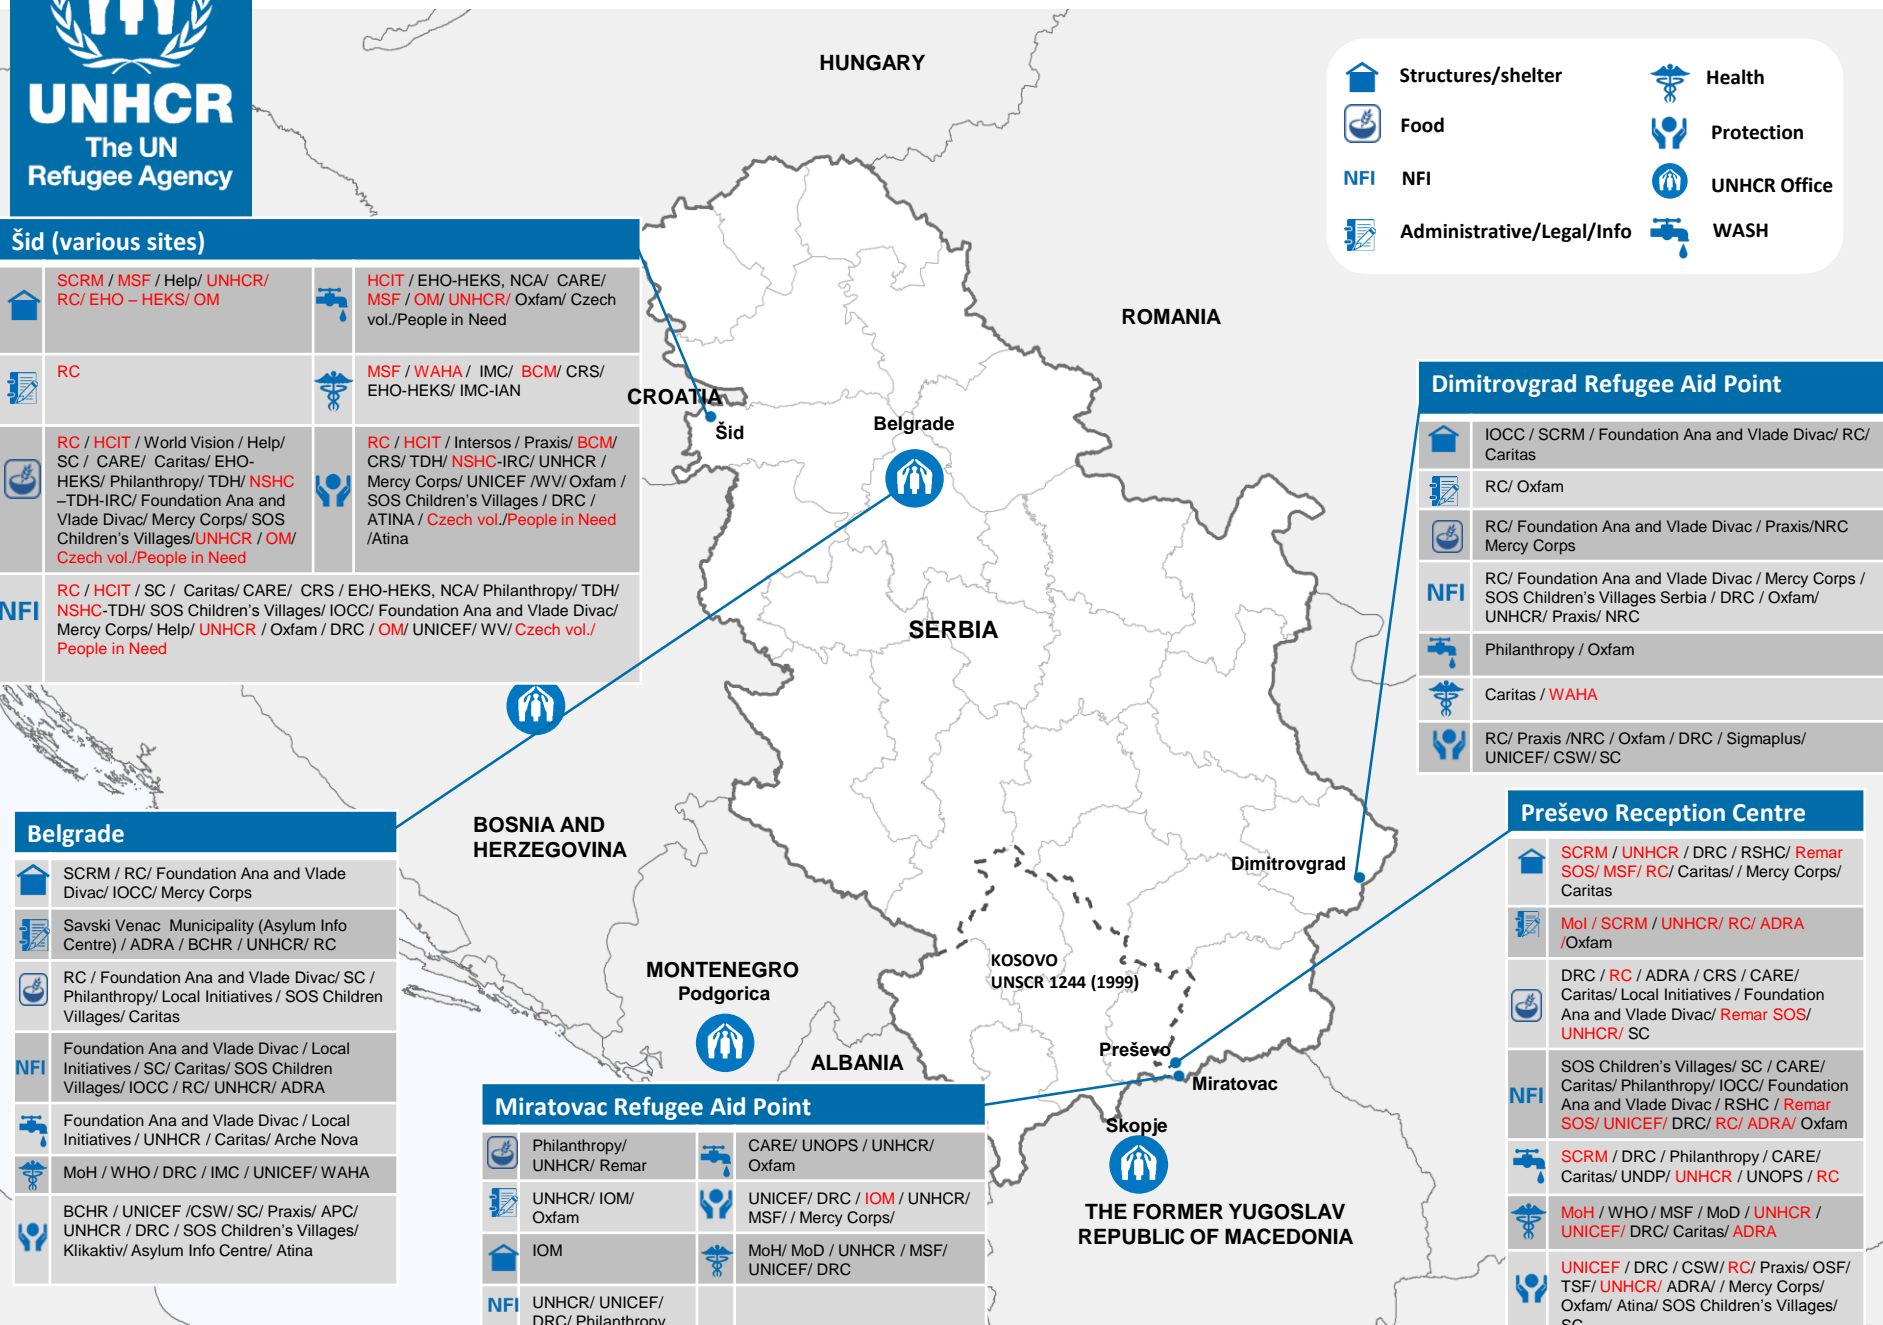 UNHCR
The UN
Refugee Agency
HUNGARY
Structures/shelter
Health
Food
Protection
NFI NFI
UNHCR Office
Administrative/Legal/Info
WASH
Šid (various sites)
SCRM / MSF / Help/ UNHCR/
RC/ EHO – HEKS/ OM
HCIT / EHO-HEKS, NCA/ CARE/
MSF / OM/ UNHCR/ Oxfam/ Czech
vol./People in Need
RC
MSF / WAHA / IMC/ BCM/ CRS/
EHO-HEKS/ IMC-IAN
RC / HCIT / World Vision / Help/
SC / CARE/ Caritas/ EHO-
HEKS/ Philanthropy/ TDH/ NSHC
–TDH-IRC/ Foundation Ana and
Vlade Divac/ Mercy Corps/ SOS
Children's Villages/UNHCR / OM/
Czech vol./People in Need
RC / HCIT / Intersos / Praxis/ BCM/
CRS/ TDH/ NSHC-IRC/ UNHCR /
Mercy Corps/ UNICEF /WV/ Oxfam /
SOS Children's Villages / DRC /
ATINA / Czech vol./People in Need
/Atina
NFI
RC / HCIT / SC / Caritas/ CARE/ CRS / EHO-HEKS, NCA/ Philanthropy/ TDH/
NSHC-TDH/ SOS Children's Villages/ IOCC/ Foundation Ana and Vlade Divac/
Mercy Corps/ Help/ UNHCR / Oxfam / DRC / OM/ UNICEF/ WV/ Czech vol./
People in Need
ROMANIA
CROATIA
Šid
Belgrade
SERBIA
Dimitrovgrad Refugee Aid Point
IOCC / SCRM / Foundation Ana and Vlade Divac/ RC/
Caritas
RC/ Oxfam
RC/ Foundation Ana and Vlade Divac / Praxis/NRC
Mercy Corps
NFI
RC/ Foundation Ana and Vlade Divac / Mercy Corps /
SOS Children's Villages Serbia / DRC / Oxfam/
UNHCR/ Praxis/ NRC
Philanthropy / Oxfam
Caritas / WAHA
RC/ Praxis /NRC / Oxfam / DRC / Sigmaplus/
UNICEF/ CSW/ SC
BOSNIA AND
HERZEGOVINA
Dimitrovgrad
MONTENEGRO
Podgorica
KOSOVO
UNSCR 1244 (1999)
ALBANIA
Preševo
Miratovac
Skopje
THE FORMER YUGOSLAV
REPUBLIC OF MACEDONIA
Belgrade
SCRM / RC/ Foundation Ana and Vlade
Divac/ IOCC/ Mercy Corps
Savski Venac Municipality (Asylum Info
Centre) / ADRA / BCHR / UNHCR/ RC
RC / Foundation Ana and Vlade Divac/ SC /
Philanthropy/ Local Initiatives / SOS Children
Villages/ Caritas
NFI
Foundation Ana and Vlade Divac / Local
Initiatives / SC/ Caritas/ SOS Children
Villages/ IOCC / RC/ UNHCR/ ADRA
Foundation Ana and Vlade Divac / Local
Initiatives / UNHCR / Caritas/ Arche Nova
MoH / WHO / DRC / IMC / UNICEF/ WAHA
BCHR / UNICEF /CSW/ SC/ Praxis/ APC/
UNHCR / DRC / SOS Children's Villages/
Klikaktiv/ Asylum Info Centre/ Atina
Miratovac Refugee Aid Point
Philanthropy/
UNHCR/ Remar
CARE/ UNOPS / UNHCR/
Oxfam
UNHCR/ IOM/
Oxfam
UNICEF/ DRC / IOM / UNHCR/
MSF/ / Mercy Corps/
IOM
MoH/ MoD / UNHCR / MSF/
UNICEF/ DRC
NFI
UNHCR/ UNICEF/
DRC/ Philanthropy
Preševo Reception Centre
SCRM / UNHCR / DRC / RSHC/ Remar
SOS/ MSF/ RC/ Caritas/ / Mercy Corps/
Caritas
MoI / SCRM / UNHCR/ RC/ ADRA
/Oxfam
DRC / RC / ADRA / CRS / CARE/
Caritas/ Local Initiatives / Foundation
Ana and Vlade Divac/ Remar SOS/
UNHCR/ SC
NFI
SOS Children's Villages/ SC / CARE/
Caritas/ Philanthropy/ IOCC/ Foundation
Ana and Vlade Divac / RSHC / Remar
SOS/ UNICEF/ DRC/ RC/ ADRA/ Oxfam
SCRM / DRC / Philanthropy / CARE/
Caritas/ UNDP/ UNHCR / UNOPS / RC
MoH / WHO / MSF / MoD / UNHCR /
UNICEF/ DRC/ Caritas/ ADRA
UNICEF / DRC / CSW/ RC/ Praxis/ OSF/
TSF/ UNHCR/ ADRA/ / Mercy Corps/
Oxfam/ Atina/ SOS Children's Villages/
SC